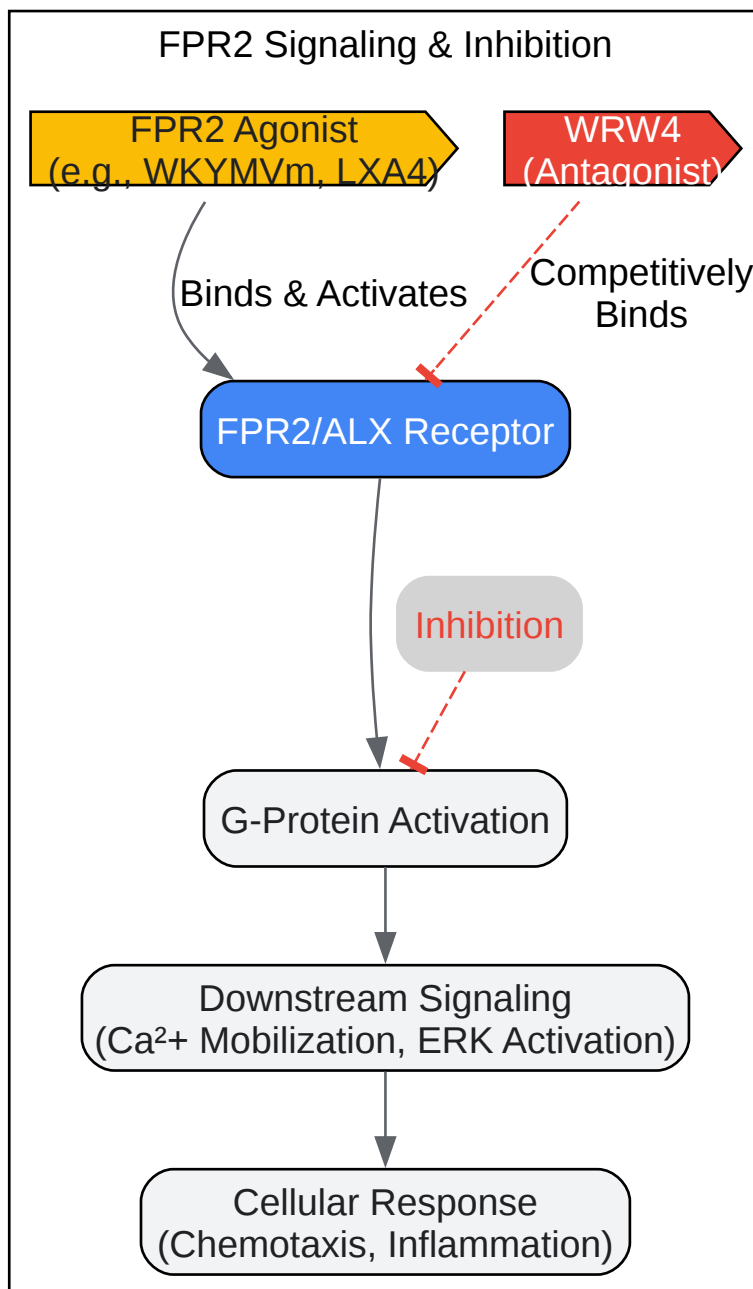 FPR2 Signaling & Inhibition
FPR2 Agonist
(e.g., WKYMVm, LXA4)
WRW4
(Antagonist)
Binds & Activates
Competitively
Binds
FPR2/ALX Receptor
Inhibition
G-Protein Activation
Downstream Signaling
(Ca²+ Mobilization, ERK Activation)
Cellular Response
(Chemotaxis, Inflammation)